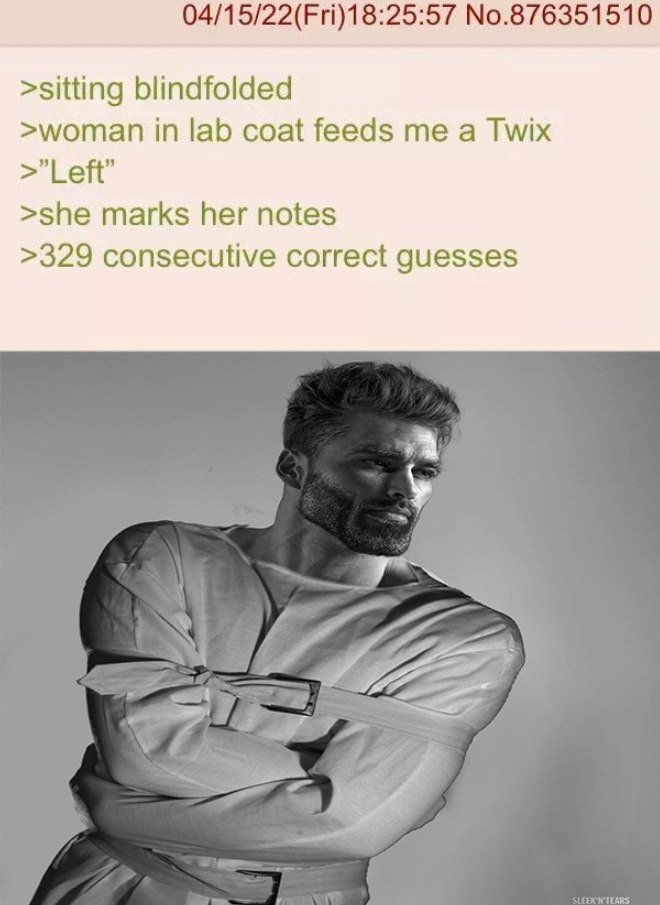 04/15/22(Fri)18:25:57 No.876351510
>sitting blindfolded
>woman in lab coat feeds me a Twix
>”Left”
>she marks her notes
>329 consecutive correct guesses
SLEEK'N'TEARS